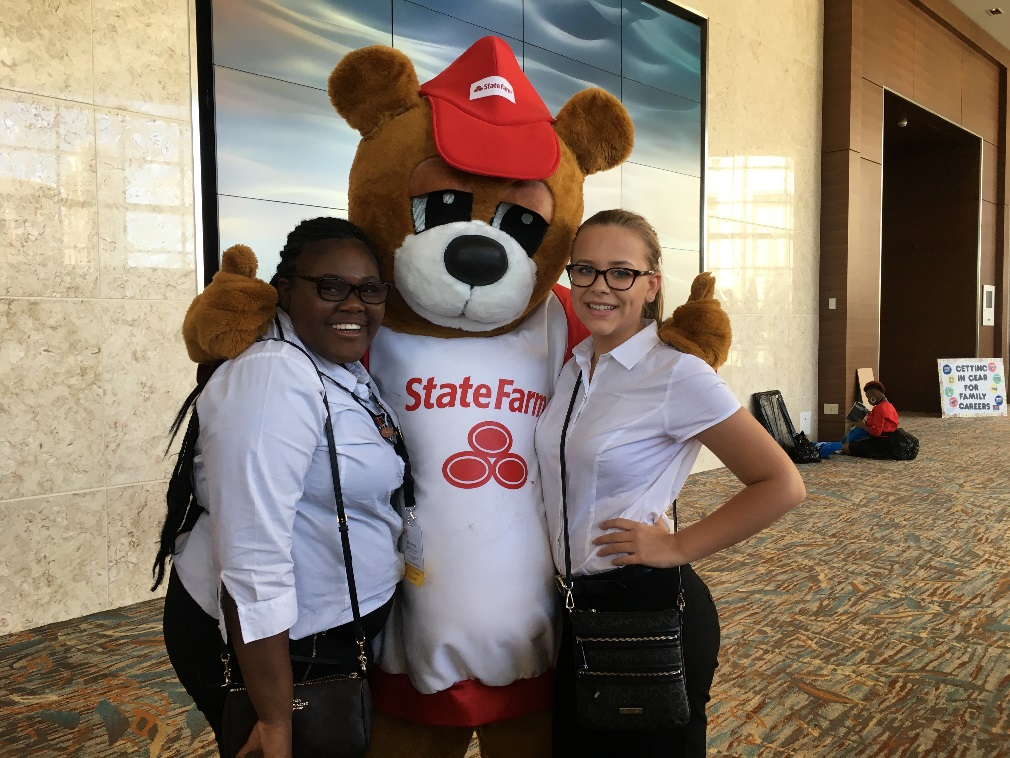 State Farm
State Farm
GETTING
IN GEAR
FOR
FAMILY
CAREERS